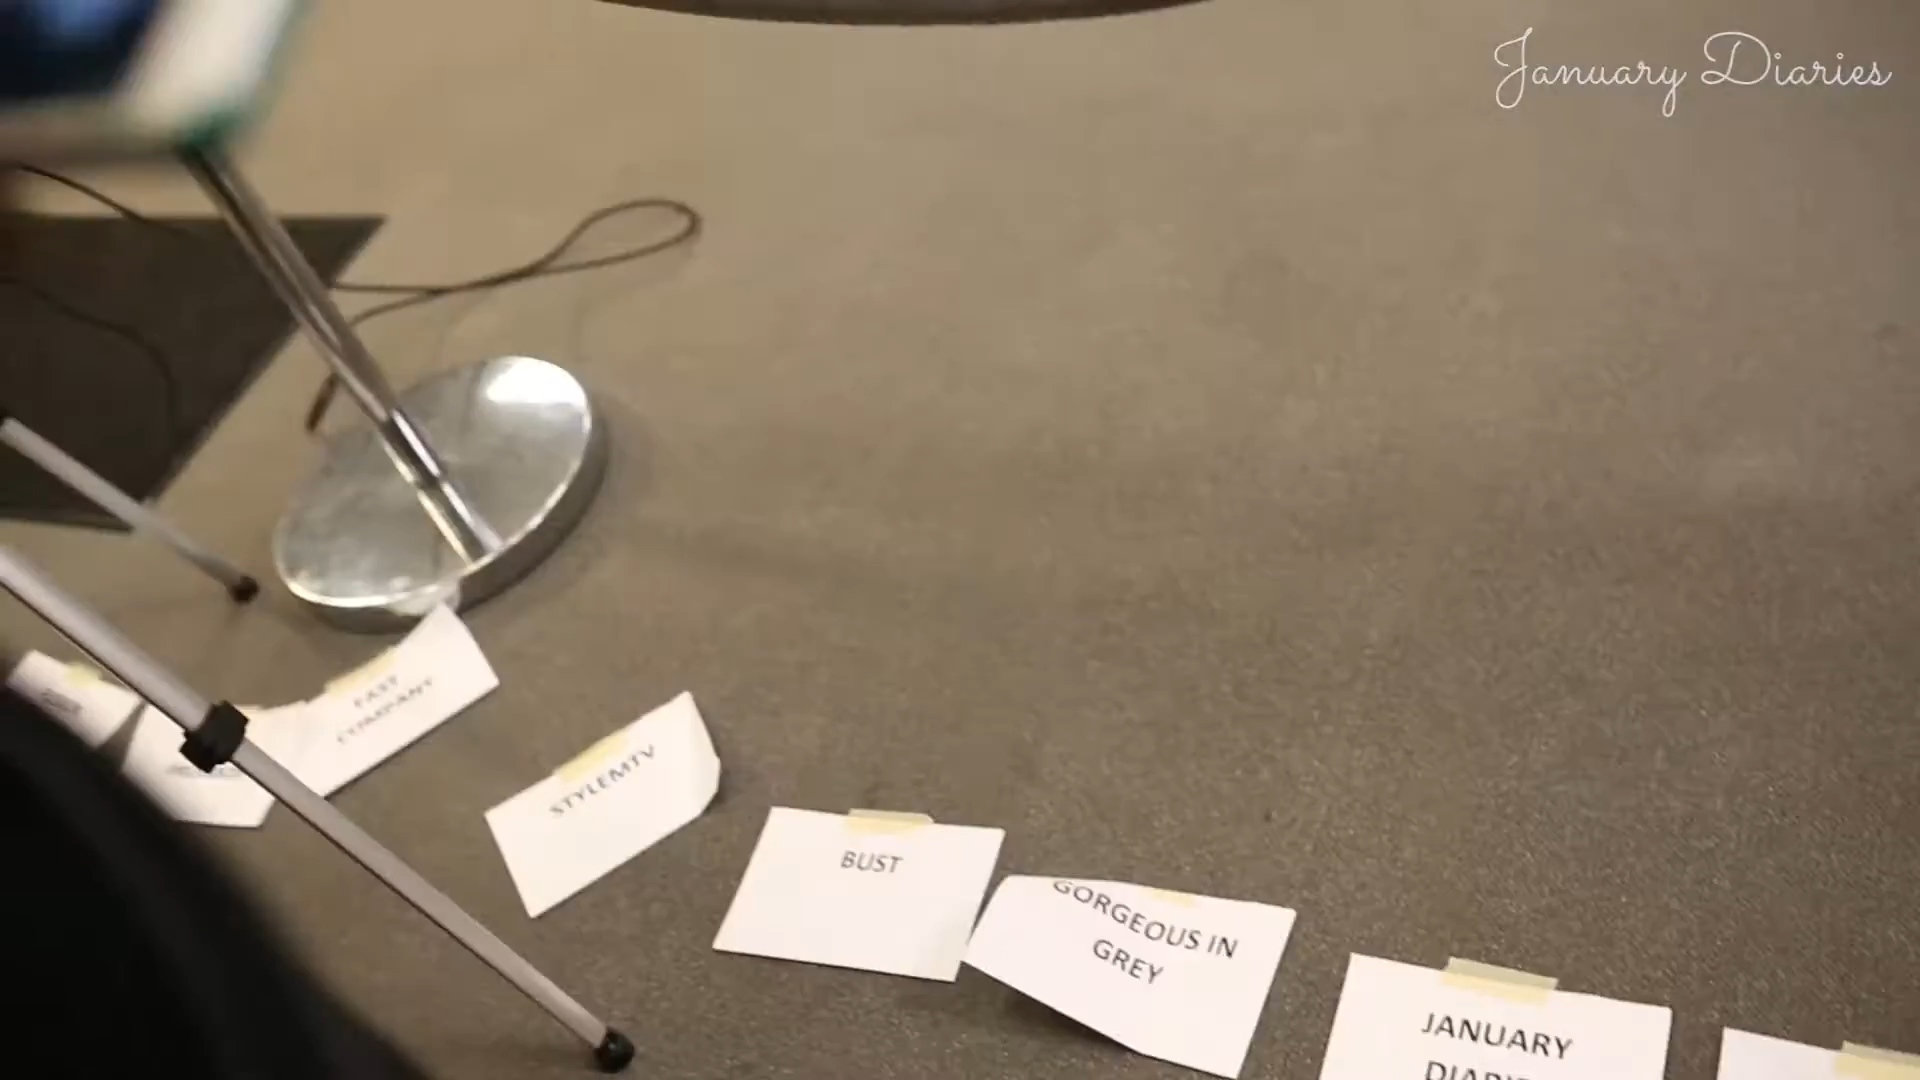 January Diaries
FAST
COMPANY
STYLEMTV
BUST
GORGEOUS IN
GREY
JANUARY